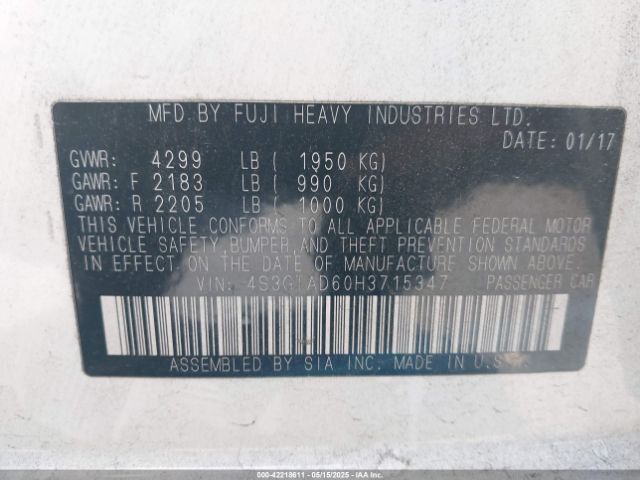 MFD BY FUJI HEAVY INDUSTRIES LTD.
DATE: 01/17
GVWR: 4299 LB ( 1950 KG)
GAWR: F 2183 LB ( 990 KG)
GAWR: R 2205 LB ( 1000 KG)
THIS VEHICLE CONFORMS TO ALL APPLICABLE FEDERAL MOTOR
VEHICLE SAFETY, BUMPER, AND THEFT PREVENTION STANDARDS
IN EFFECT ON THE DATE OF MANUFACTURE SHOWN ABOVE.
VIN: 4S3GTAD60H3715347 PASSENGER CAR
ASSEMBLED BY SIA INC. MADE IN U.S.A.
000-42218611 - 05/15/2025 - IAAI INC.